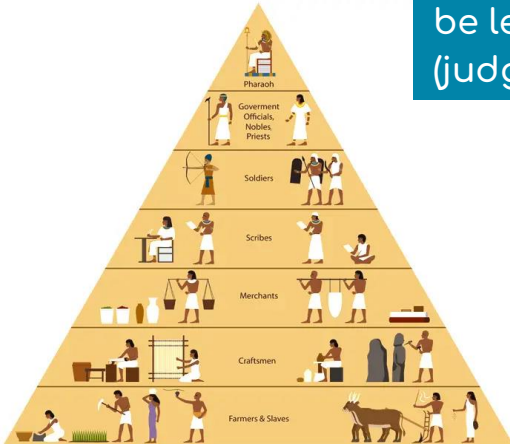 be le
(judg
Pharaoh
Goverment
Officials,
Nobles,
Priests
Soldiers
Scribes
Merchants
Craftsmen
Farmers & Slaves